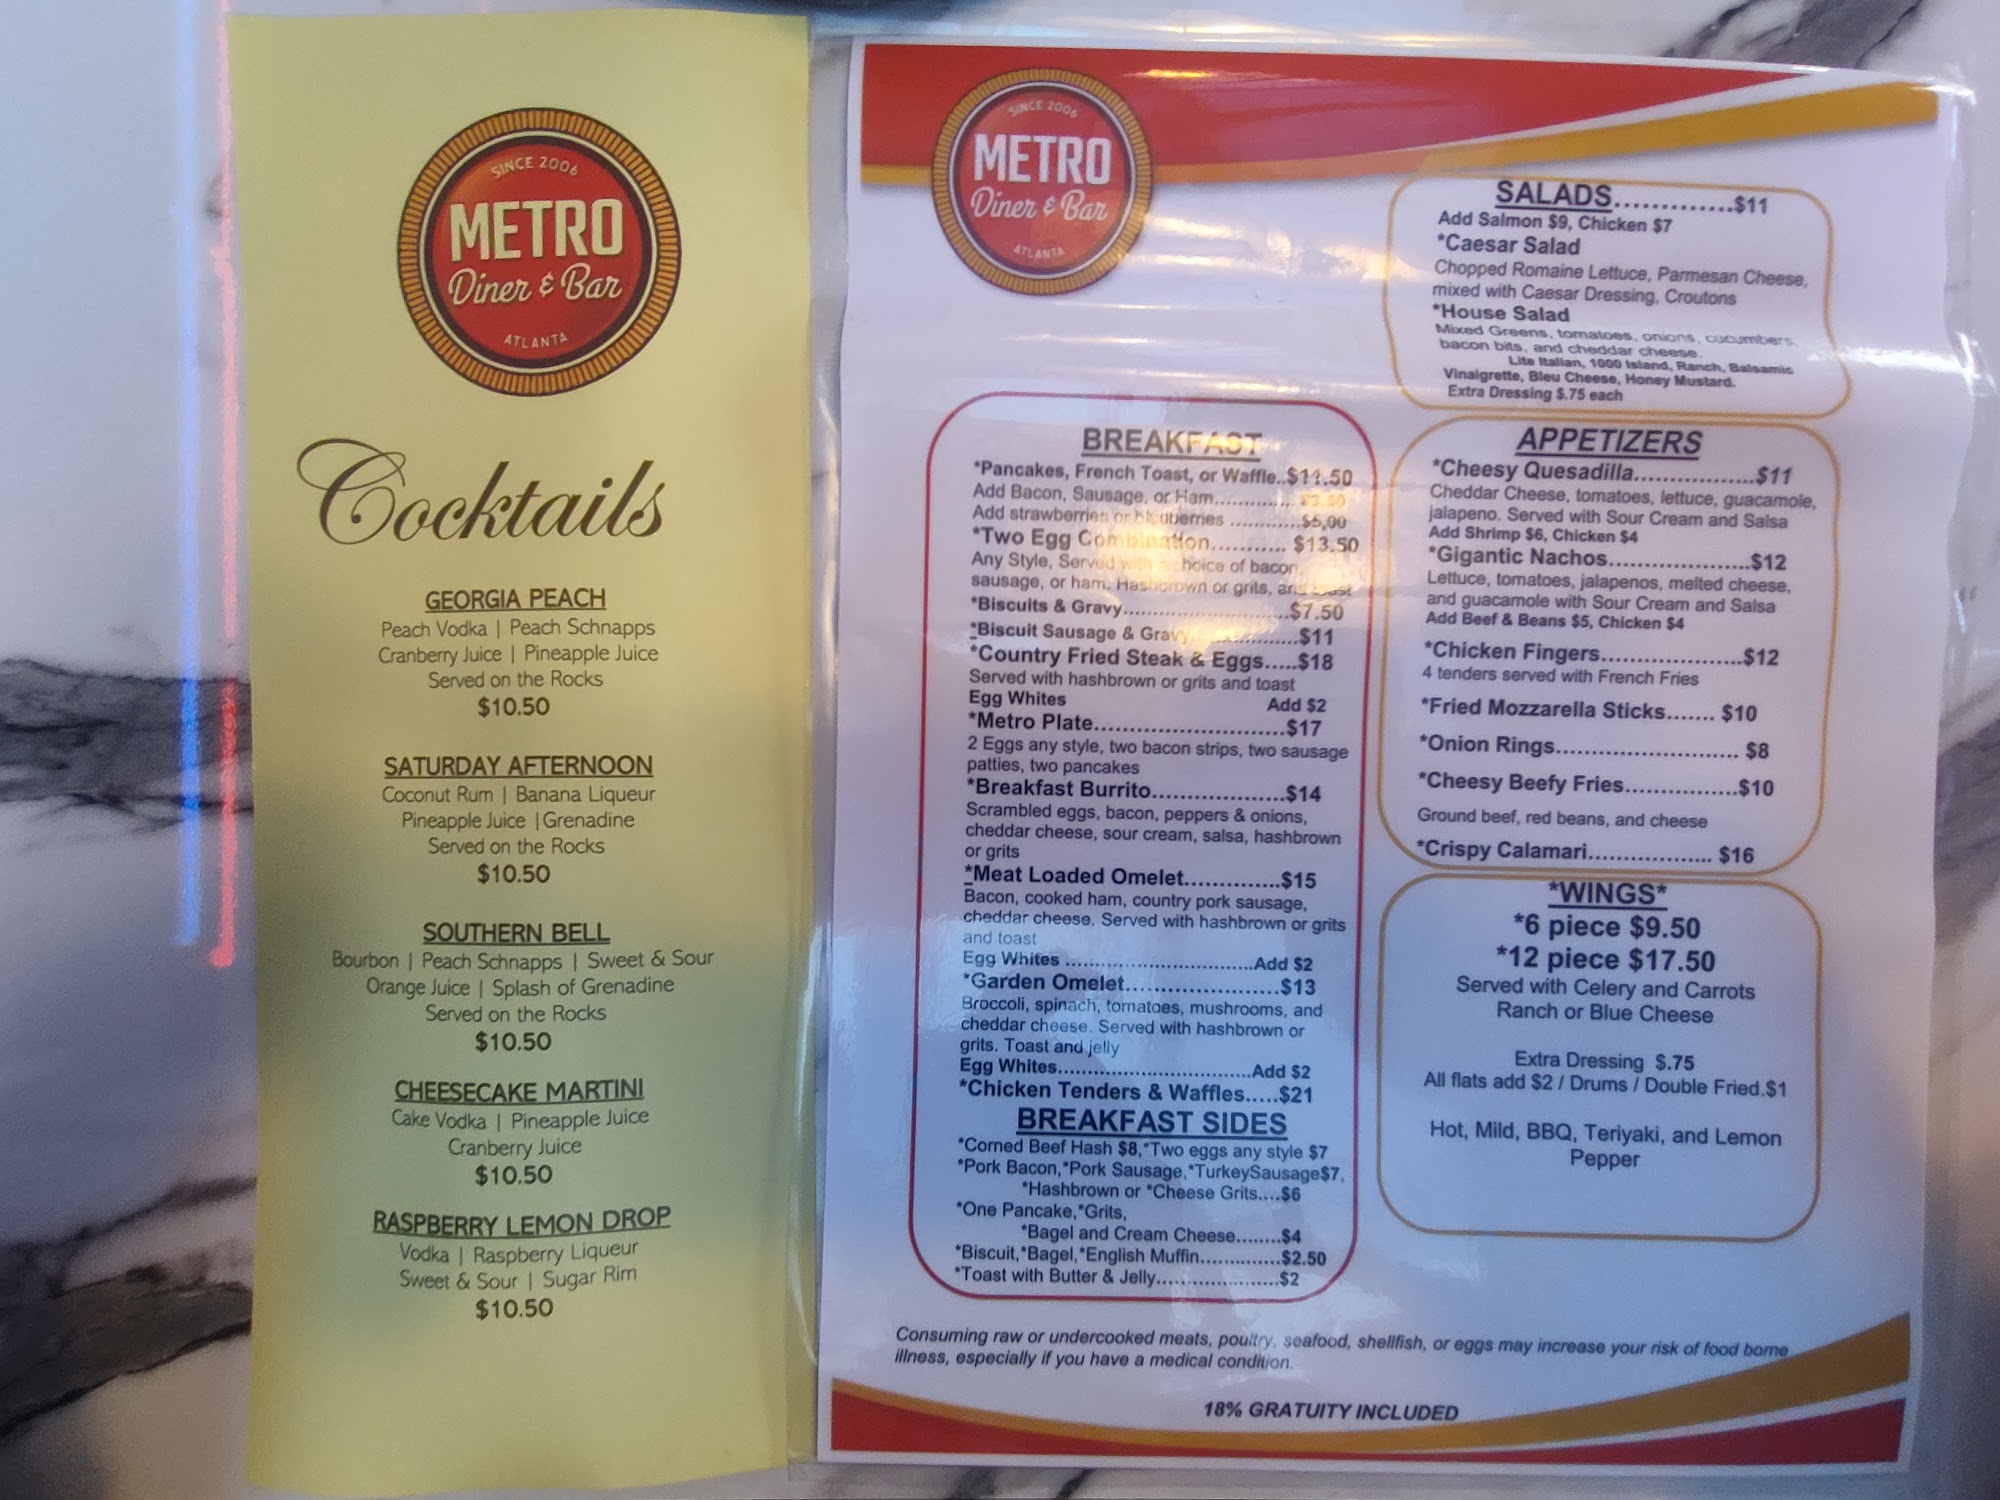 SINCE 2006
METRO
Diner & Bar
ATLANTA
Cocktails
GEORGIA PEACH
Peach Vodka | Peach Schnapps
Cranberry Juice | Pineapple Juice
Served on the Rocks
$10.50
SATURDAY AFTERNOON
Coconut Rum | Banana Liqueur
Pineapple Juice |Grenadine
Served on the Rocks
$10.50
SOUTHERN BELL
Bourbon | Peach Schnapps | Sweet & Sour
Orange Juice | Splash of Grenadine
Served on the Rocks
$10.50
CHEESECAKE MARTINI
Cake Vodka | Pineapple Juice
Cranberry Juice
$10.50
RASPBERRY LEMON DROP
Vodka | Raspberry Liqueur
Sweet & Sour | Sugar Rim
$10.50
SINCE 2006
METRO
Diner & Bar
ATLANTA
BREAKFAST
*Pancakes, French Toast, or Waffle..$11.50
Add Bacon, Sausage, or Ham.............. $3.50
Add strawberries or blueberries ............$5,00
*Two Egg Combination........... $13.50
Any Style, Served with a choice of bacon,
sausage, or ham. Hashbrown or grits, and toast
*Biscuits & Gravy.......................$7.50
*Biscuit Sausage & Gravy...............$11
*Country Fried Steak & Eggs.....$18
Served with hashbrown or grits and toast
Egg Whites Add $2
*Metro Plate...........................$17
2 Eggs any style, two bacon strips, two sausage
patties, two pancakes
*Breakfast Burrito...................$14
Scrambled eggs, bacon, peppers & onions,
cheddar cheese, sour cream, salsa, hashbrown
or grits
*Meat Loaded Omelet..............$15
Bacon, cooked ham, country pork sausage,
cheddar cheese. Served with hashbrown or grits
and toast
Egg Whites .................................Add $2
*Garden Omelet......................$13
Broccoli, spinach, tomatoes, mushrooms, and
cheddar cheese. Served with hashbrown or
grits. Toast and jelly
Egg Whites..................................Add $2
*Chicken Tenders & Waffles.....$21
BREAKFAST SIDES
*Corned Beef Hash $8,*Two eggs any style $7
*Pork Bacon,*Pork Sausage,*TurkeySausage$7,
*Hashbrown or *Cheese Grits....$6
*One Pancake,*Grits,
*Bagel and Cream Cheese........$4
*Biscuit,*Bagel,*English Muffin..............$2.50
*Toast with Butter & Jelly.....................$2
SALADS.............$11
Add Salmon $9, Chicken $7
*Caesar Salad
Chopped Romaine Lettuce, Parmesan Cheese,
mixed with Caesar Dressing, Croutons
*House Salad
Mixed Greens, tomatoes, onions, cucumbers,
bacon bits, and cheddar cheese.
Lite Italian, 1000 Island, Ranch, Balsamic
Vinaigrette, Bleu Cheese, Honey Mustard.
Extra Dressing $.75 each
APPETIZERS
*Cheesy Quesadilla..................$11
Cheddar Cheese, tomatoes, lettuce, guacamole,
jalapeno. Served with Sour Cream and Salsa
Add Shrimp $6, Chicken $4
*Gigantic Nachos.....................$12
Lettuce, tomatoes, jalapenos, melted cheese,
and guacamole with Sour Cream and Salsa
Add Beef & Beans $5, Chicken $4
*Chicken Fingers.....................$12
4 tenders served with French Fries
*Fried Mozzarella Sticks....... $10
*Onion Rings........................... $8
*Cheesy Beefy Fries.................$10
Ground beef, red beans, and cheese
*Crispy Calamari.................. $16
*WINGS*
*6 piece $9.50
*12 piece $17.50
Served with Celery and Carrots
Ranch or Blue Cheese
Extra Dressing $.75
All flats add $2 / Drums / Double Fried.$1
Hot, Mild, BBQ, Teriyaki, and Lemon
Pepper
Consuming raw or undercooked meats, poultry, seafood, shellfish, or eggs may increase your risk of food borne
illness, especially if you have a medical condition.
18% GRATUITY INCLUDED